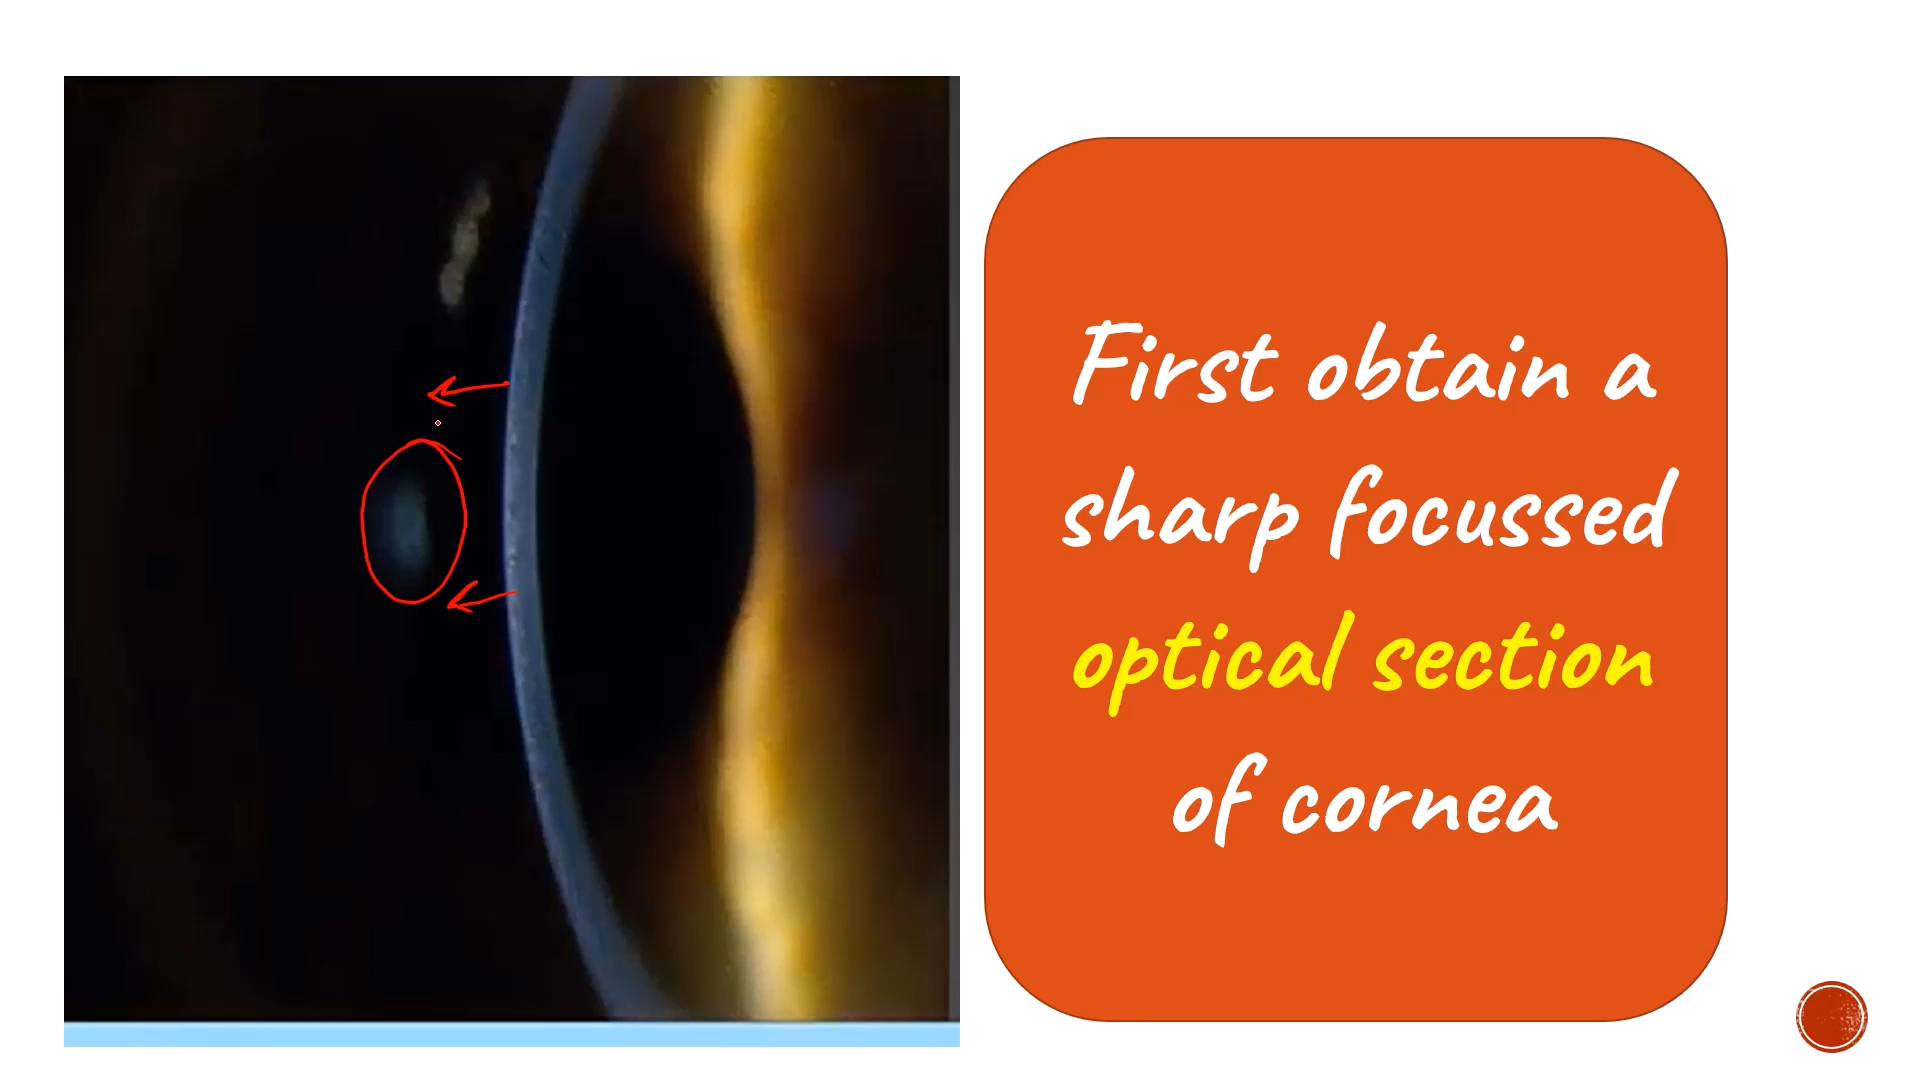 First obtain a
sharp focussed
optical section
of cornea